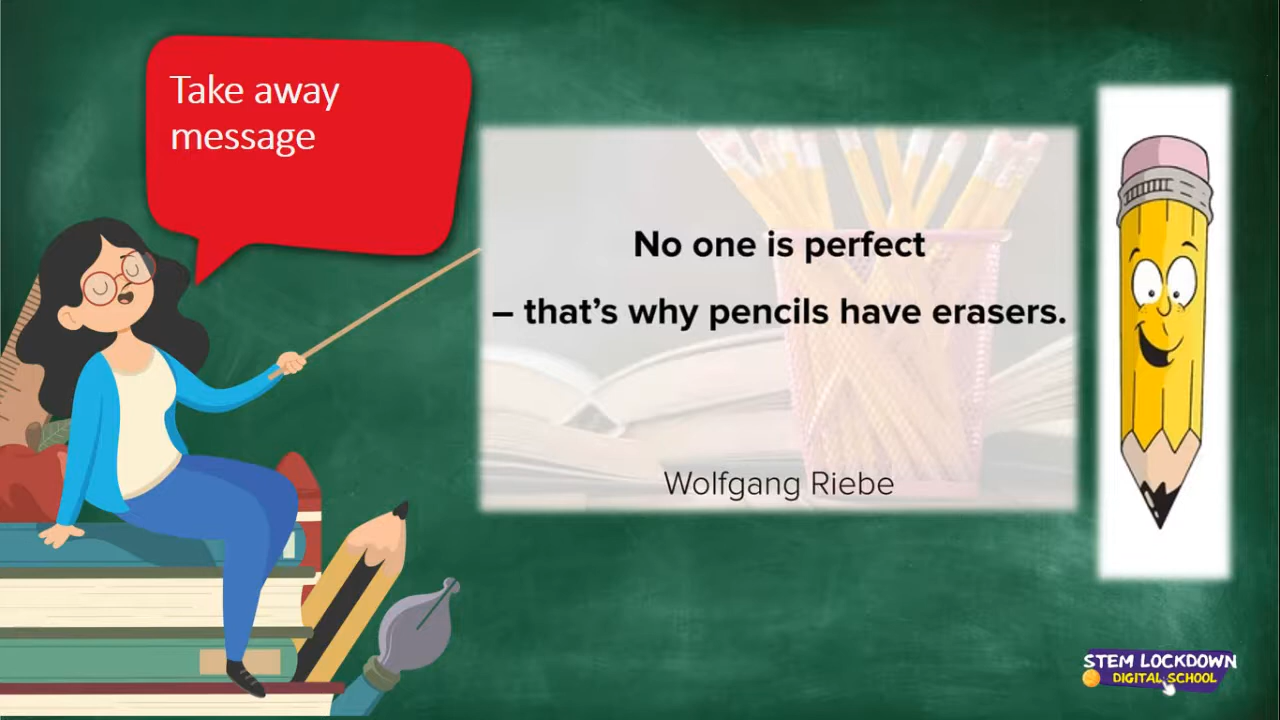 Take away
message
No one is perfect
– that's why pencils have erasers.
Wolfgang Riebe
STEM LOCKDOWN
DIGITAL SCHOOL